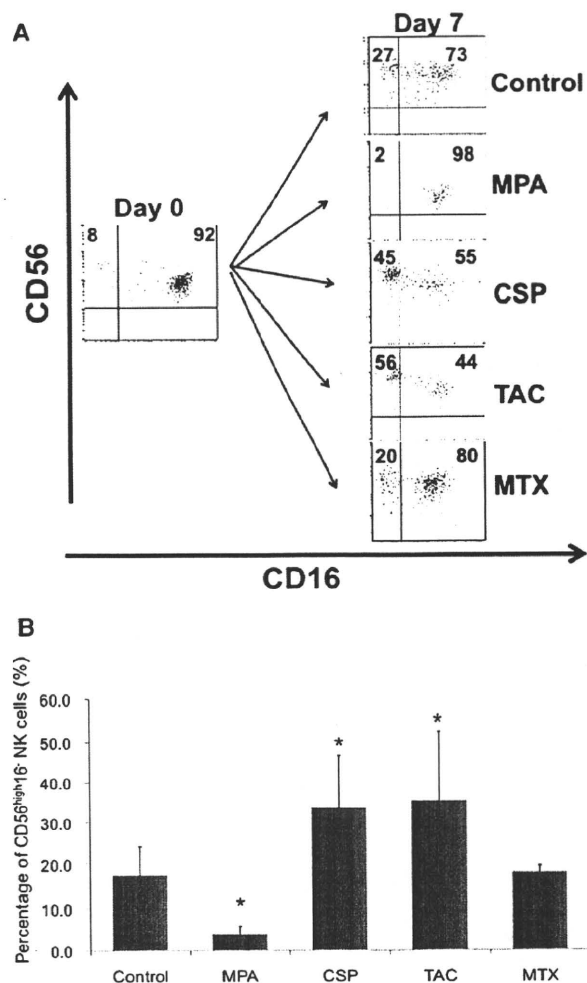 A
Day 7
27 73
Control
2 98
MPA
Day 0
8 92
45 55
CSP
56 44
TAC
20 80
MTX
CD56
CD16
B
Percentage of CD56high16- NK cells (%)
60.0
50.0
40.0
30.0
20.0
10.0
0.0
*
*
*
Control MPA CSP TAC MTX